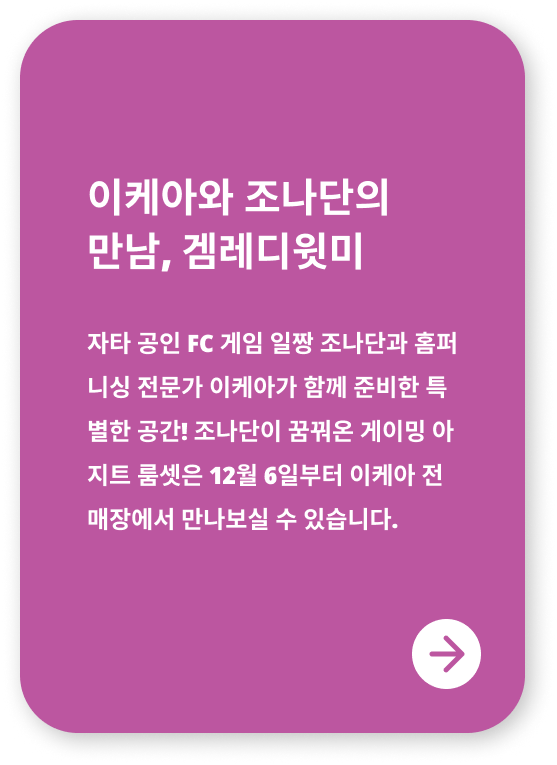 이케아와 조나단의
만남, 겜레디윗미
자타 공인 FC 게임 일짱 조나단과 홈퍼
니싱 전문가 이케아가 함께 준비한 특
별한 공간! 조나단이 꿈꿔온 게이밍 아
지트 룸셋은 12월 6일부터 이케아 전
매장에서 만나보실 수 있습니다.